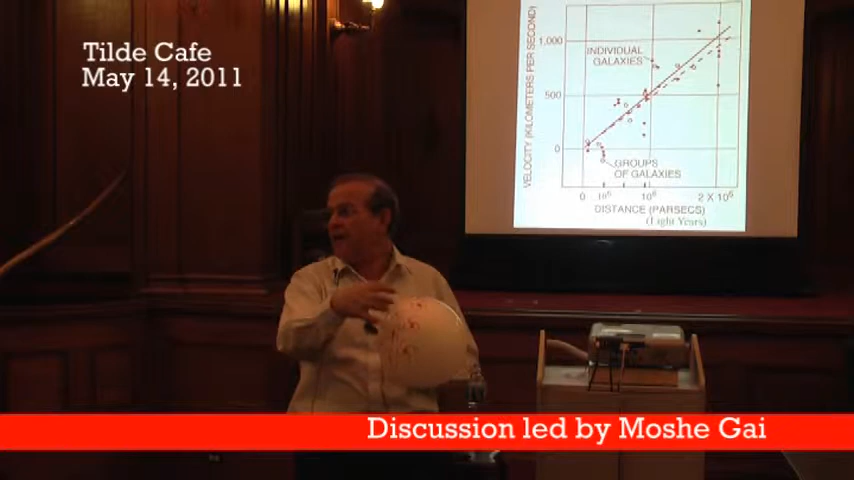 Tilde Cafe
May 14, 2011
VELOCITY (KILOMETERS PER SECOND)
1,000
INDIVIDUAL
GALAXIES
500
0
GROUPS
OF GALAXIES
0
10⁶
2 X 10⁶
DISTANCE (PARSECS)
(Light Years)
Discussion led by Moshe Gai